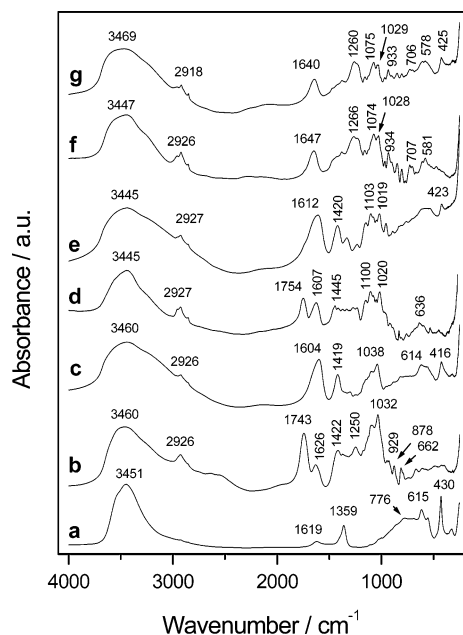 g 3469 2918 1640 1260 1075 1029 933 706 578 425
f 3447 2926 1647 1266 1074 1028 934 707 581
e 3445 2927 1612 1420 1103 1019 423
d 3445 2927 1754 1607 1445 1100 1020 636
c 3460 2926 1604 1419 1038 614 416
b 3460 2926 1743 1626 1422 1250 1032 929 878 662
a 3451 1619 1359 776 615 430
Absorbance / a.u.
4000 3000 2000 1000
Wavenumber / cm⁻¹